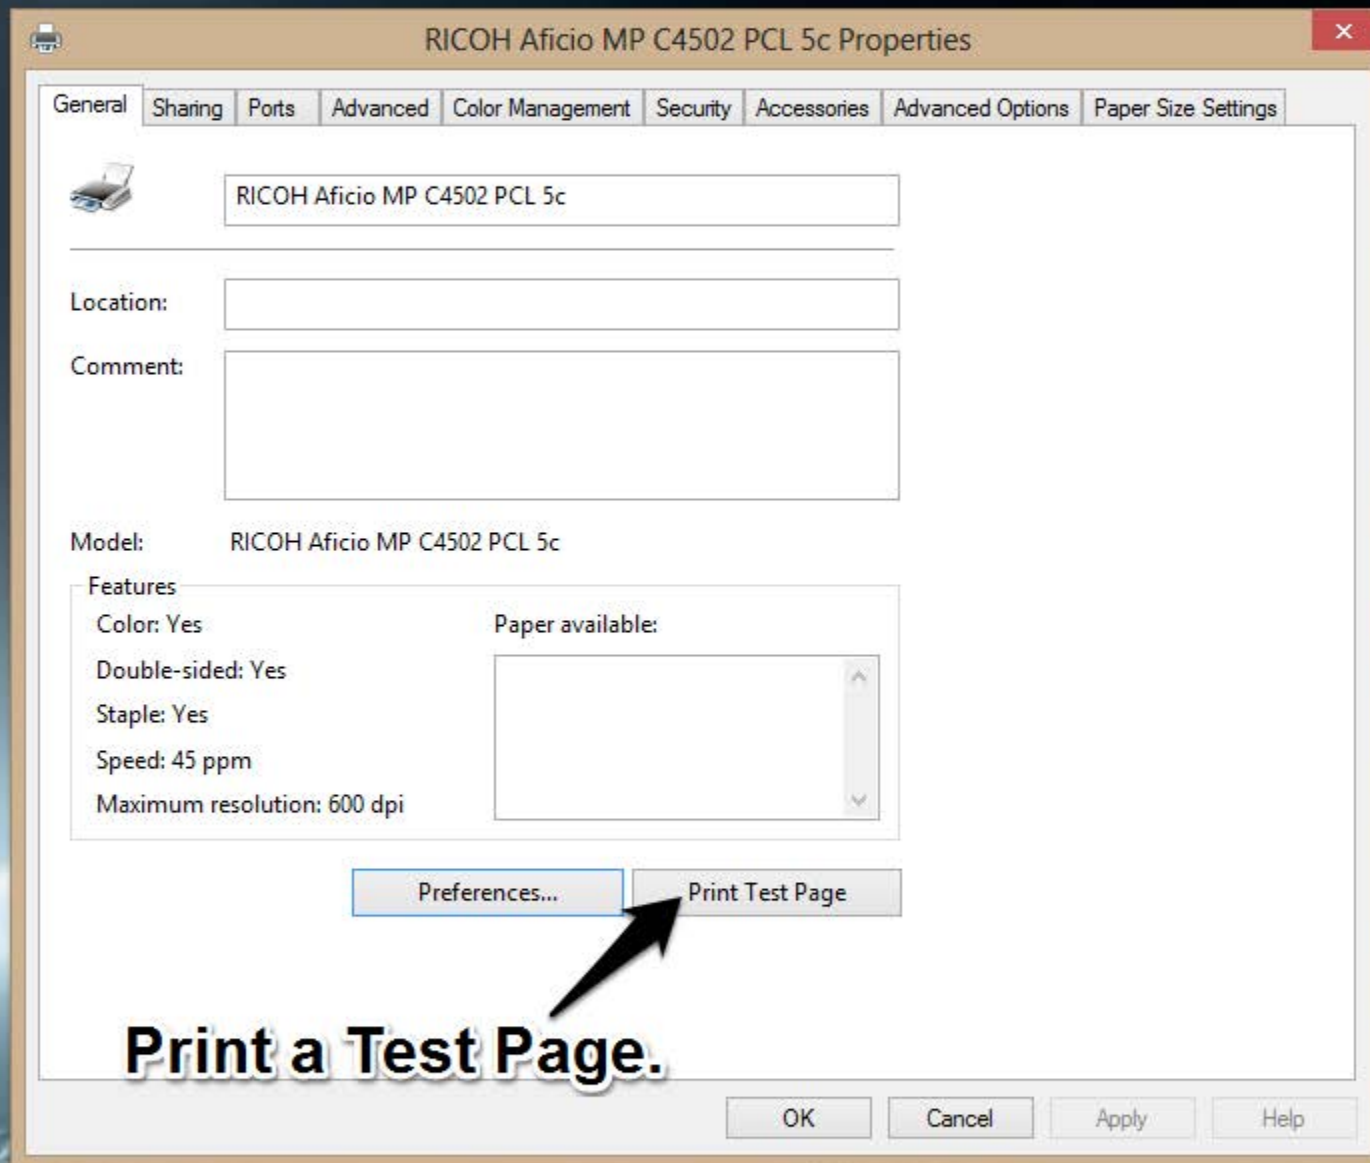 RICOH Aficio MP C4502 PCL 5c Properties
General Sharing Ports Advanced Color Management Security Accessories Advanced Options Paper Size Settings
RICOH Aficio MP C4502 PCL 5c
Location:
Comment:
Model: RICOH Aficio MP C4502 PCL 5c
Features
Color: Yes Paper available:
Double-sided: Yes
Staple: Yes
Speed: 45 ppm
Maximum resolution: 600 dpi
Preferences... Print Test Page
Print a Test Page.
OK Cancel Apply Help